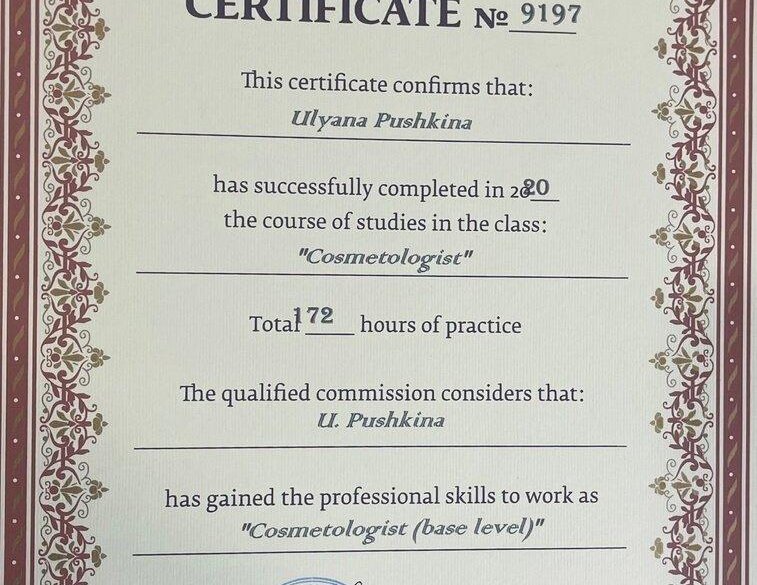 CERTIFICATE № 9197
This certificate confirms that:
Ulyana Pushkina
has successfully completed in 2020
the course of studies in the class:
"Cosmetologist"
Total 172 hours of practice
The qualified commission considers that:
U. Pushkina
has gained the professional skills to work as
"Cosmetologist (base level)"